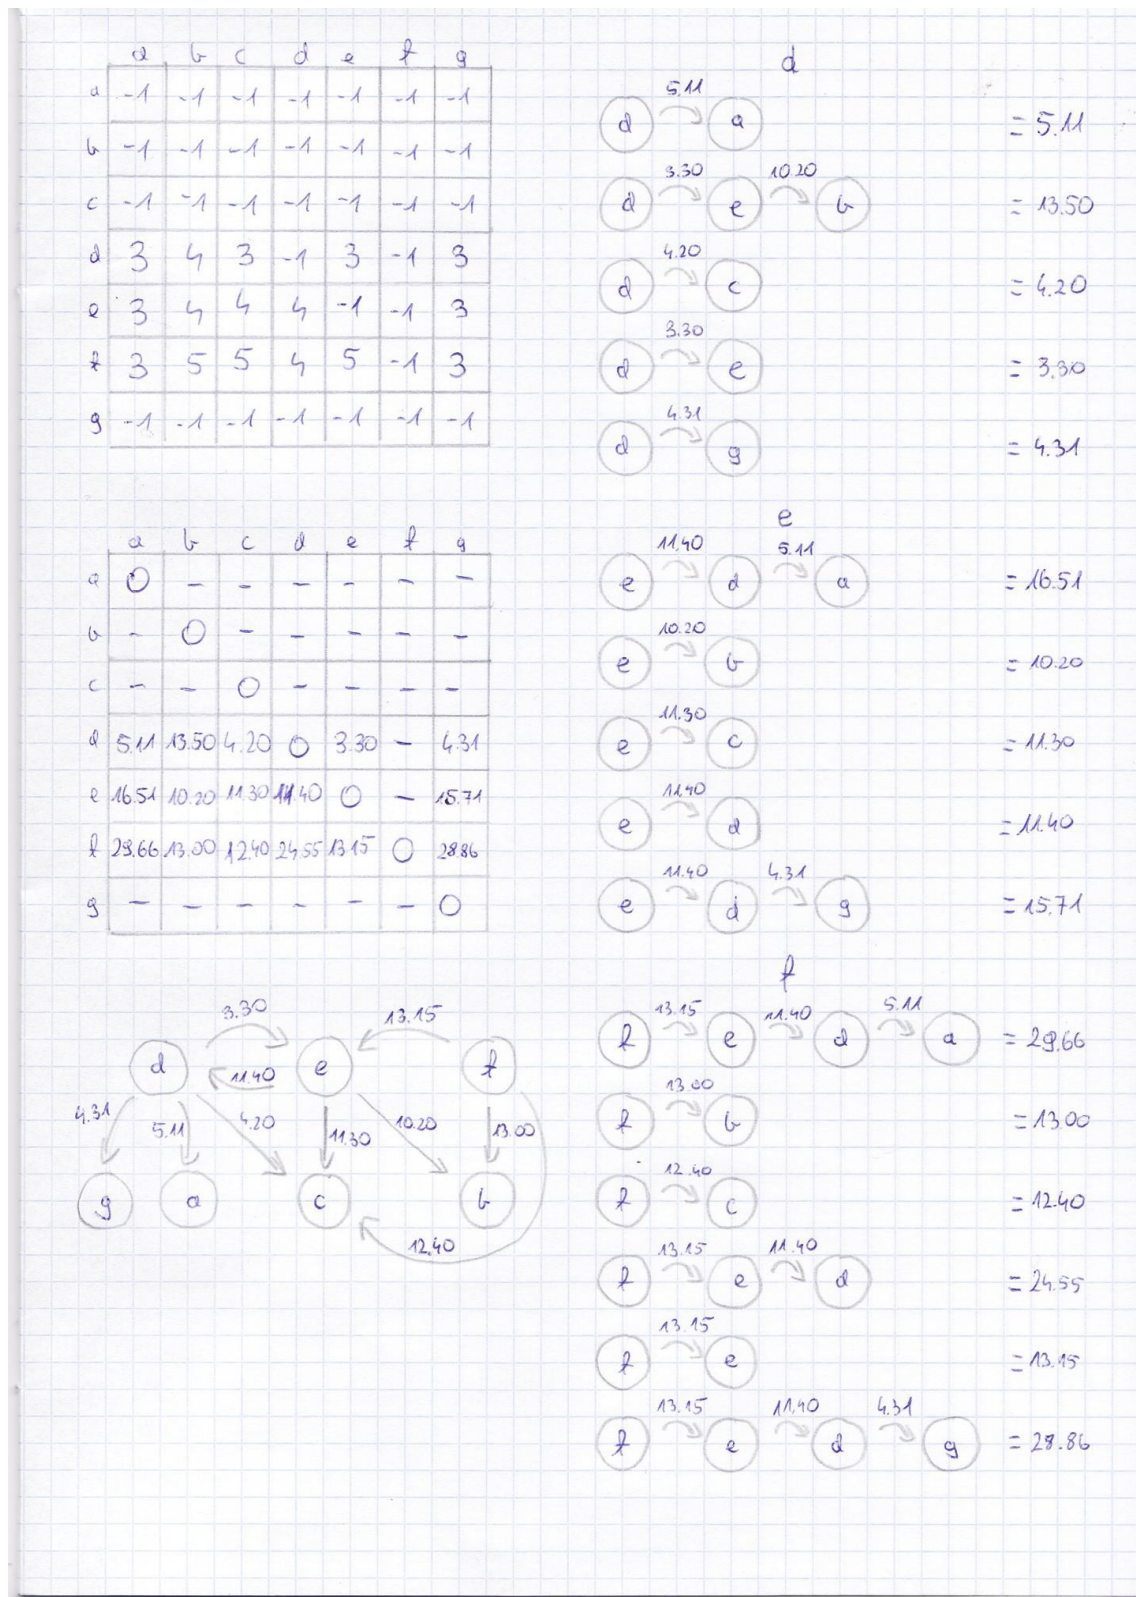 a b c d e f g
a -1 -1 -1 -1 -1 -1 -1
b -1 -1 -1 -1 -1 -1 -1
c -1 -1 -1 -1 -1 -1 -1
d 3 4 3 -1 3 -1 3
e 3 4 4 4 -1 -1 3
f 3 5 5 4 5 -1 3
g -1 -1 -1 -1 -1 -1 -1
a b c d e f g
a 0 - - - - - -
b - 0 - - - - -
c - - 0 - - - -
d 5.11 13.50 4.20 0 3.30 - 4.31
e 16.51 10.20 11.30 11.40 0 - 15.71
f 29.66 13.00 12.40 24.55 13.15 0 28.86
g - - - - - - 0
3.30 13.15
d e f
11.40
4.31 5.11 4.20 11.30 10.20 13.00
g a c b
12.40
d
5.11
d a = 5.11
3.30 10.20
d e b = 13.50
4.20
d c = 4.20
3.30
d e = 3.30
4.31
d g = 4.31
e
11.40 5.11
e d a = 16.51
10.20
e b = 10.20
11.30
e c = 11.30
11.40
e d = 11.40
11.40 4.31
e d g = 15.71
f
13.15 11.40 5.11
f e d a = 29.66
13.00
f b = 13.00
12.40
f c = 12.40
13.15 11.40
f e d = 24.55
13.15
f e = 13.15
13.15 11.40 4.31
f e d g = 28.86